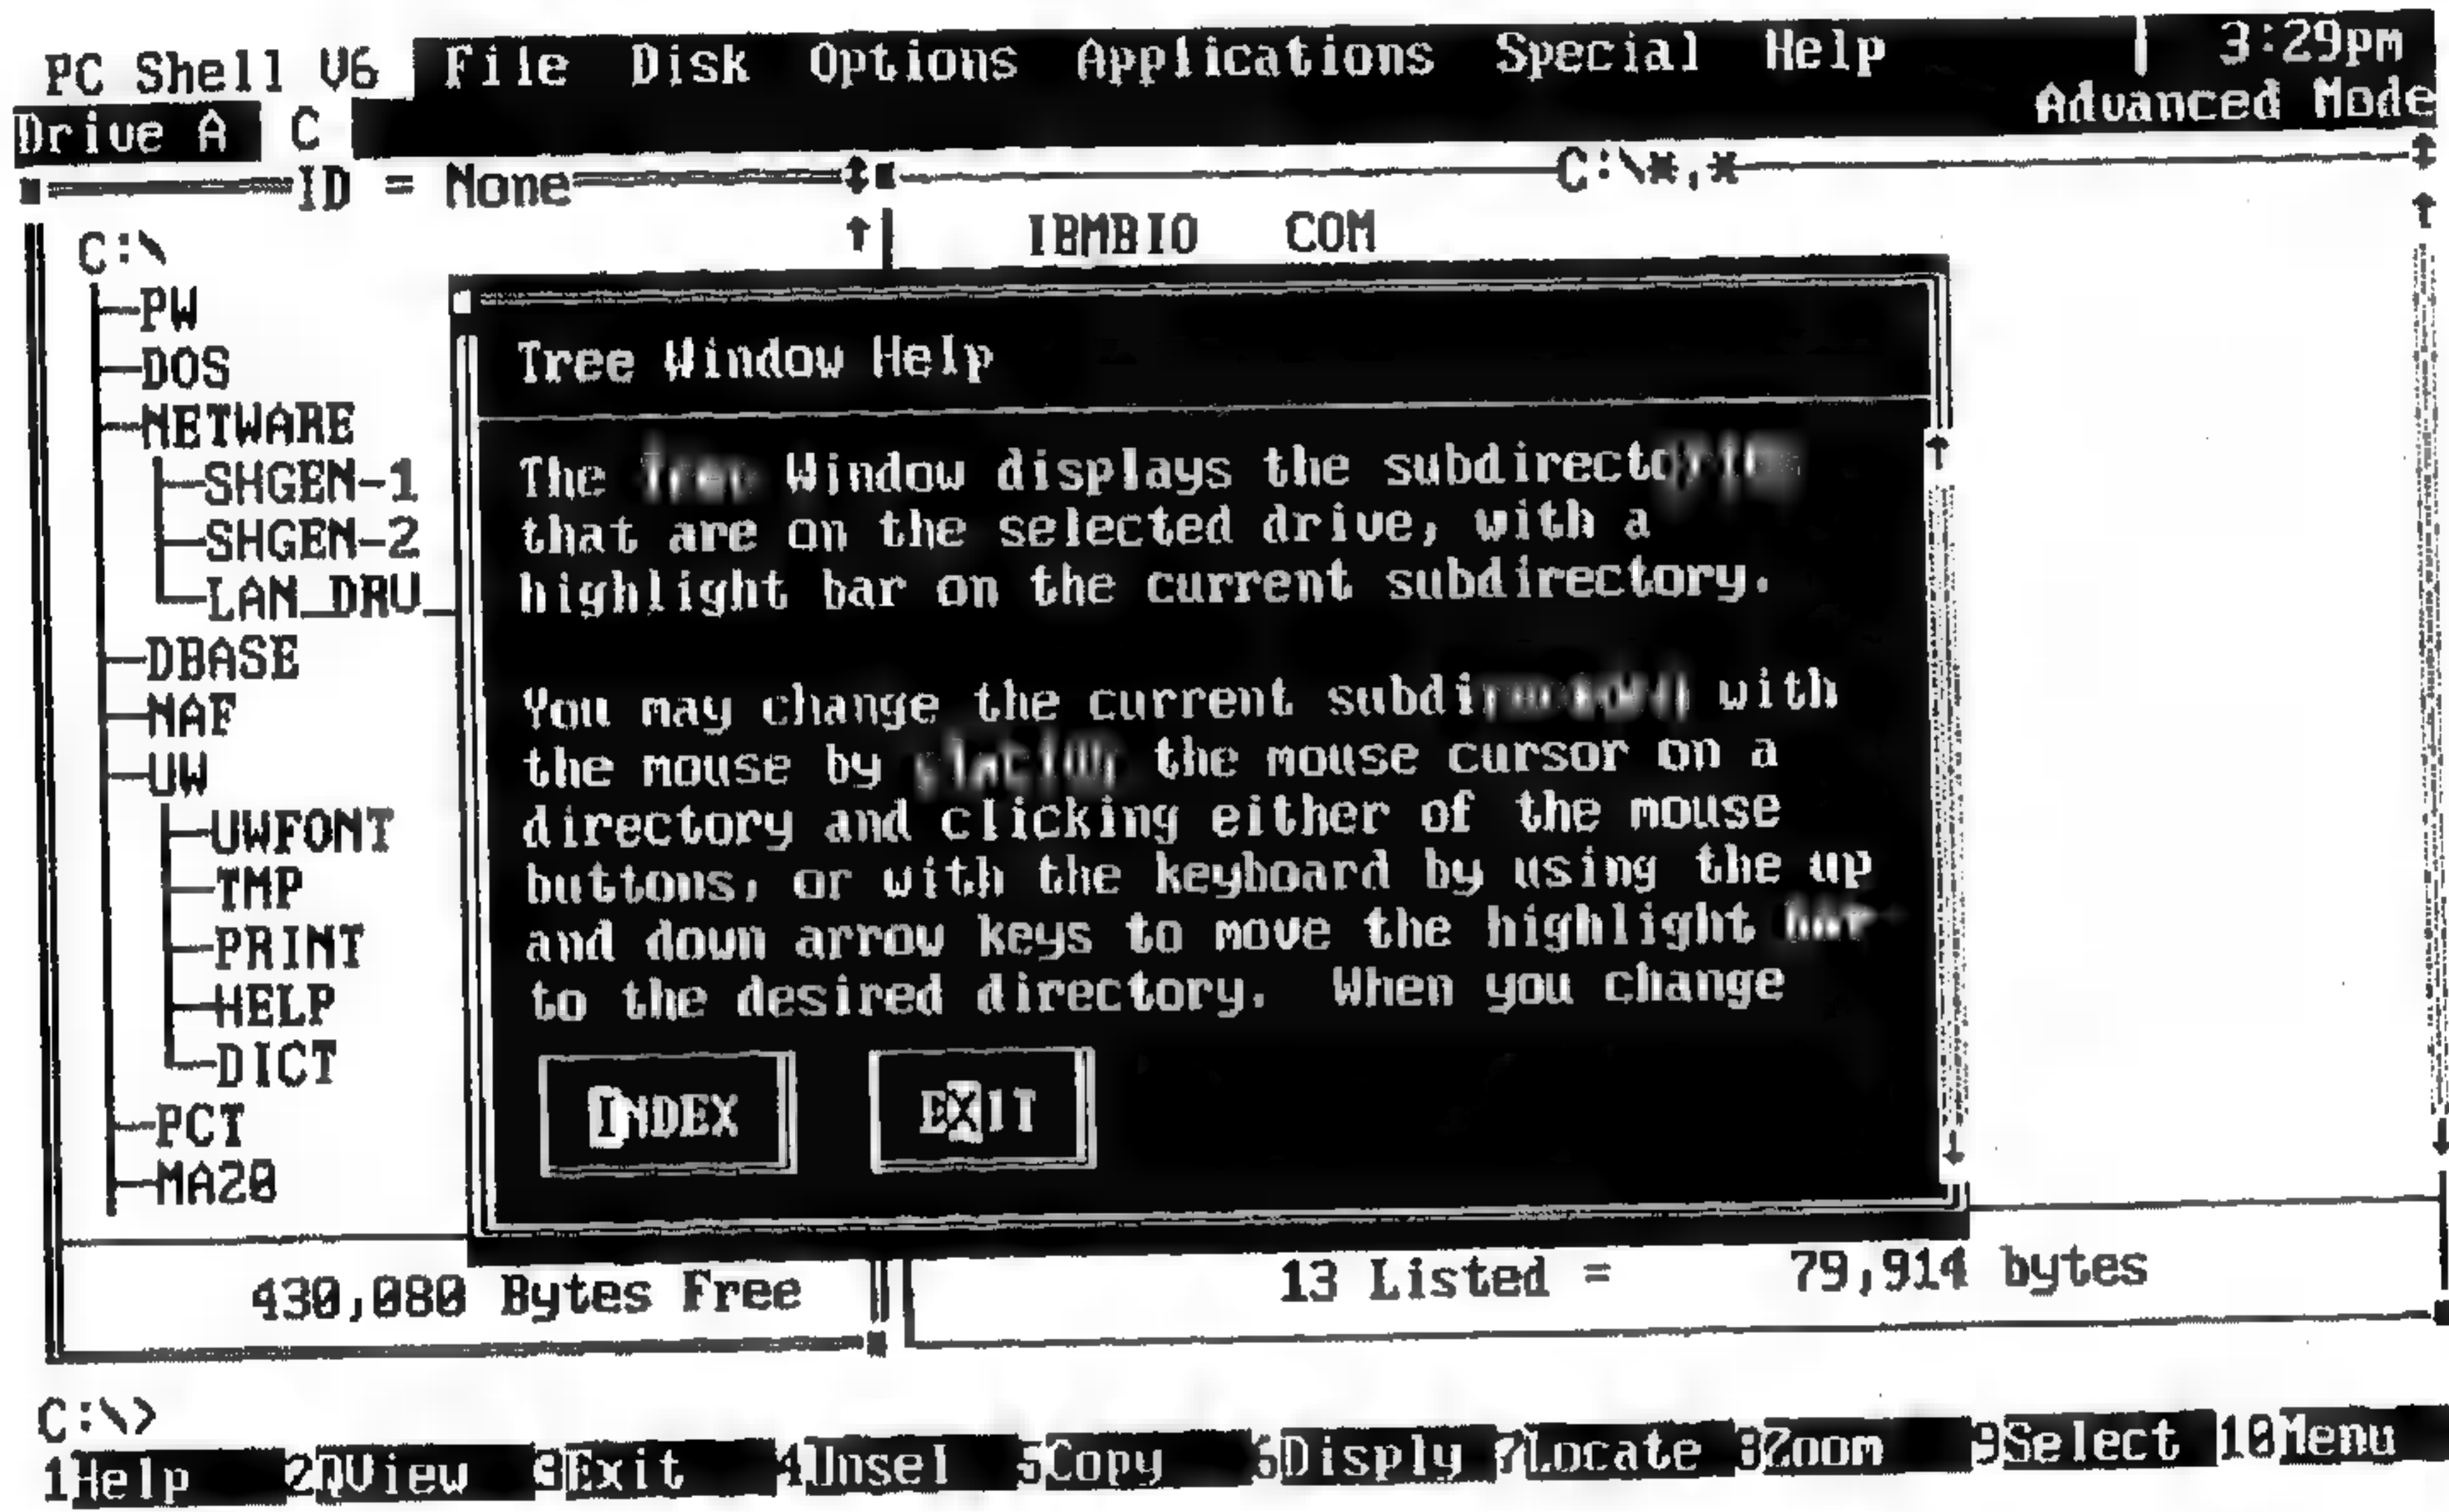 PC Shell V6 File Disk Options Applications Special Help 3:29pm
Drive A C Advanced Mode
ID = None
C:\*.*
C:\
IBMBIO COM
PW
DOS
NETWARE
SHGEN-1
SHGEN-2
LAN_DRV_
DBASE
NAF
UW
UWFONT
TMP
PRINT
HELP
DICT
PCT
MA20
Tree Window Help
The Window displays the
that are on the selected drive, with a
highlight bar on the current subdirectory.
You may change the current with
the mouse by the mouse cursor on a
directory and clicking either of the mouse
buttons, or with the keyboard by using the up
and down arrow keys to move the highlight
to the desired directory. When you change
INDEX EXIT
430,080 Bytes Free
13 Listed = 79,914 bytes
C:\>
1Help 2QView 3Exit 4Unsel 5Copy 6Disply 7Locate 8Zoom 9Select 10Menu